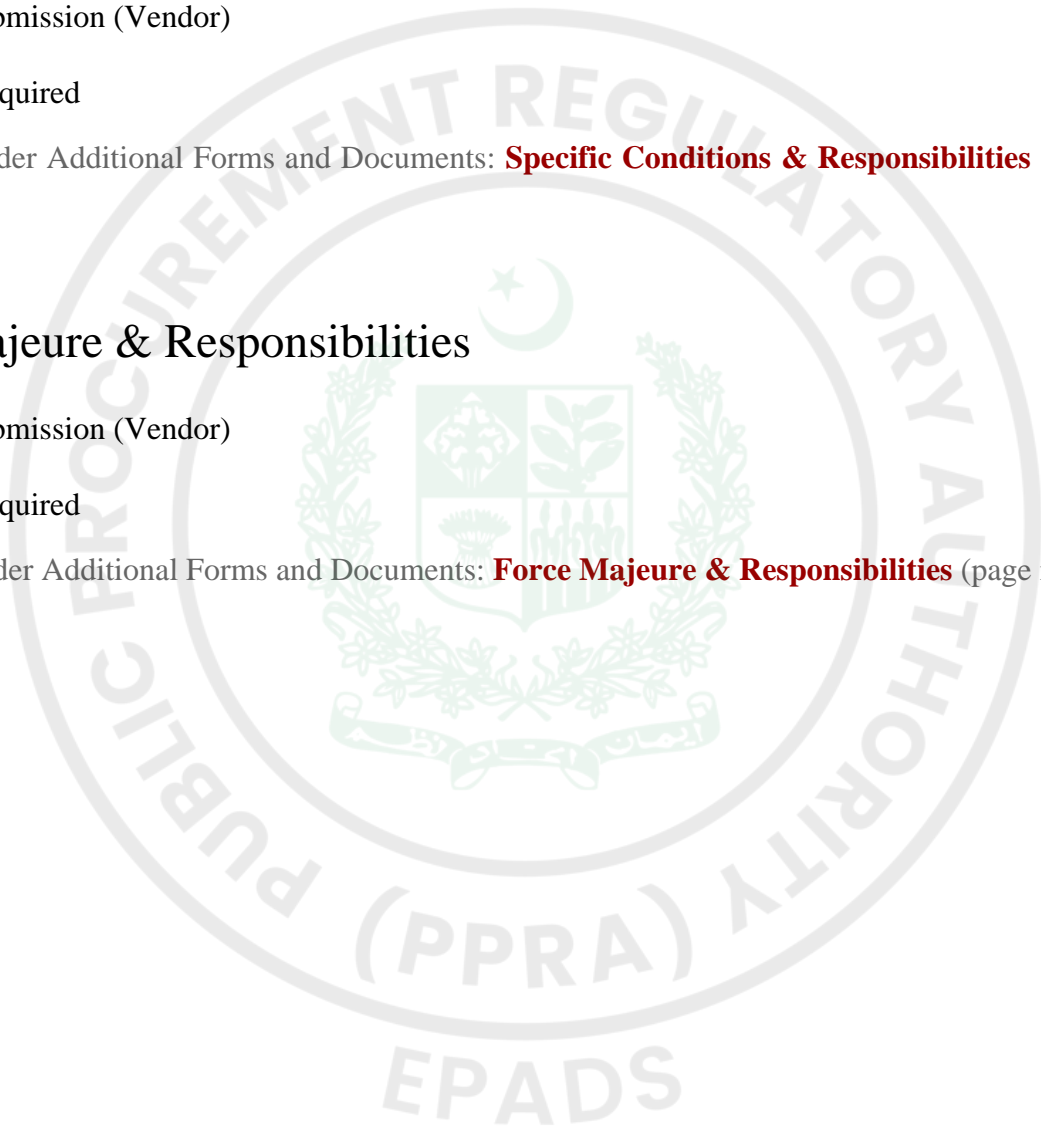 omission (Vendor)
quired
der Additional Forms and Documents: Specific Conditions & Responsibilities
ajeure & Responsibilities
omission (Vendor)
quired
der Additional Forms and Documents: Force Majeure & Responsibilities (page
PUBLIC PROCUREMENT REGULATORY AUTHORITY
(PPRA)
EPADS